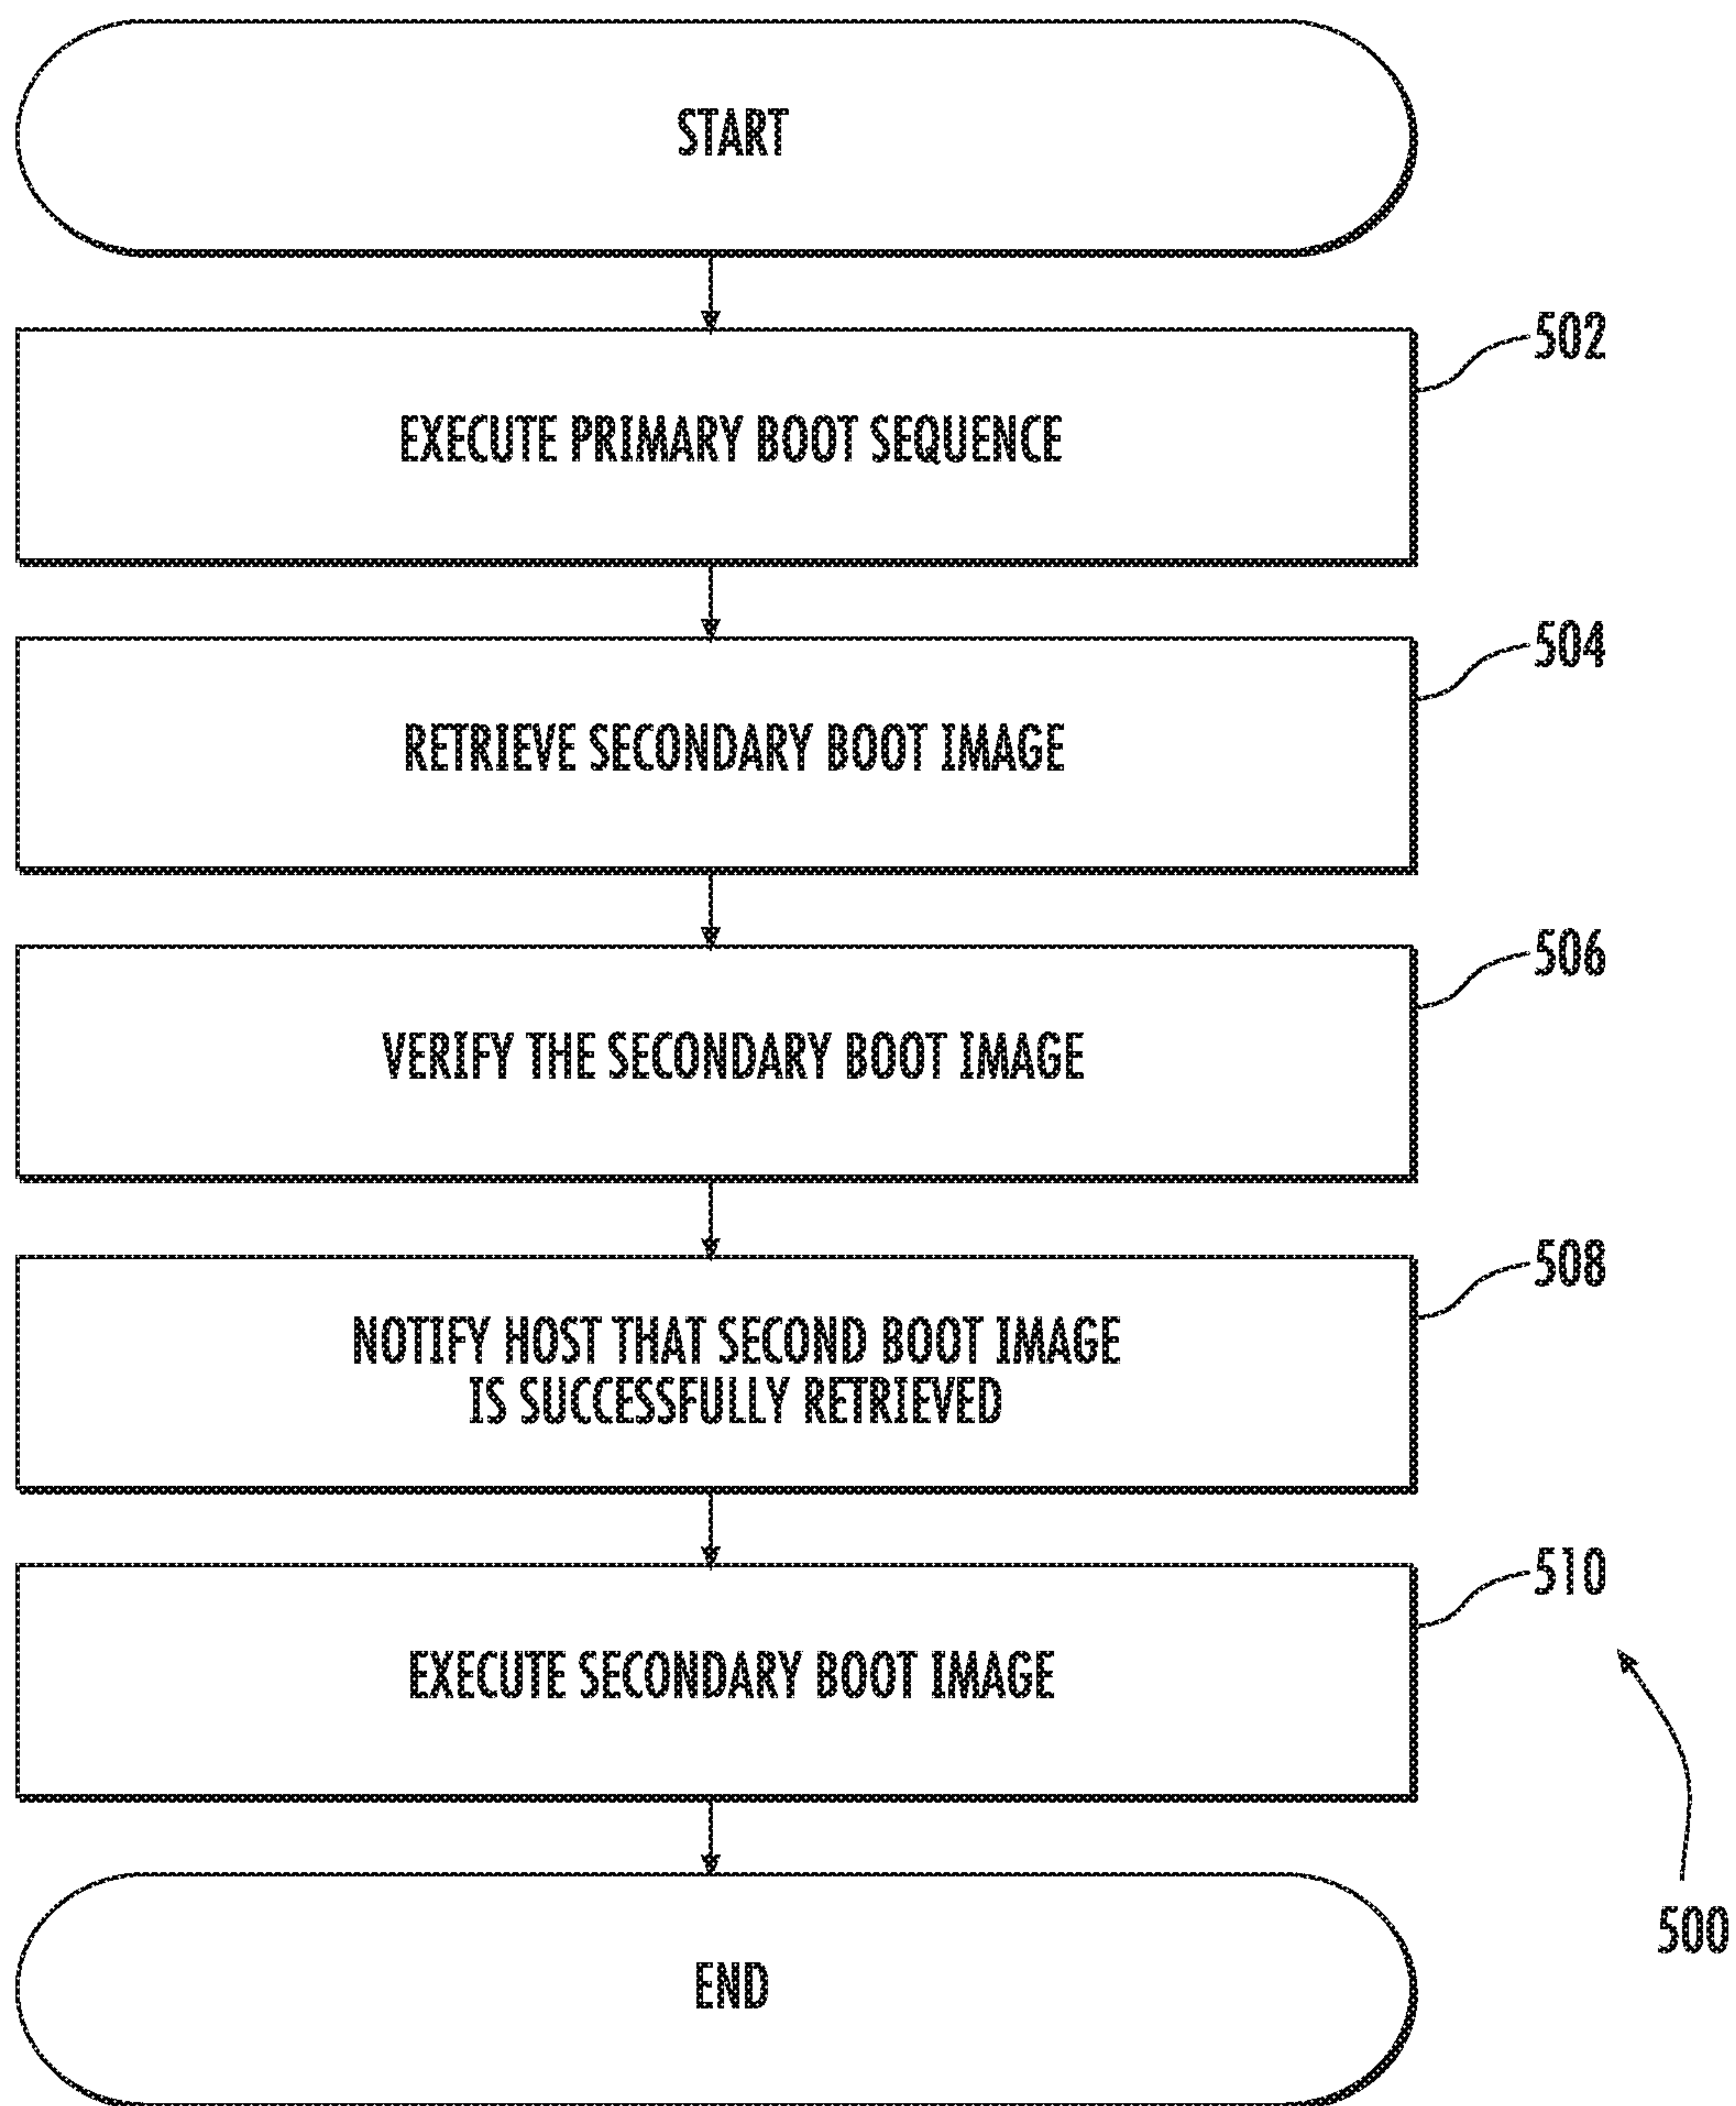 START
502
EXECUTE PRIMARY BOOT SEQUENCE
504
RETRIEVE SECONDARY BOOT IMAGE
506
VERIFY THE SECONDARY BOOT IMAGE
508
NOTIFY HOST THAT SECOND BOOT IMAGE
IS SUCCESSFULLY RETRIEVED
510
EXECUTE SECONDARY BOOT IMAGE
500
END